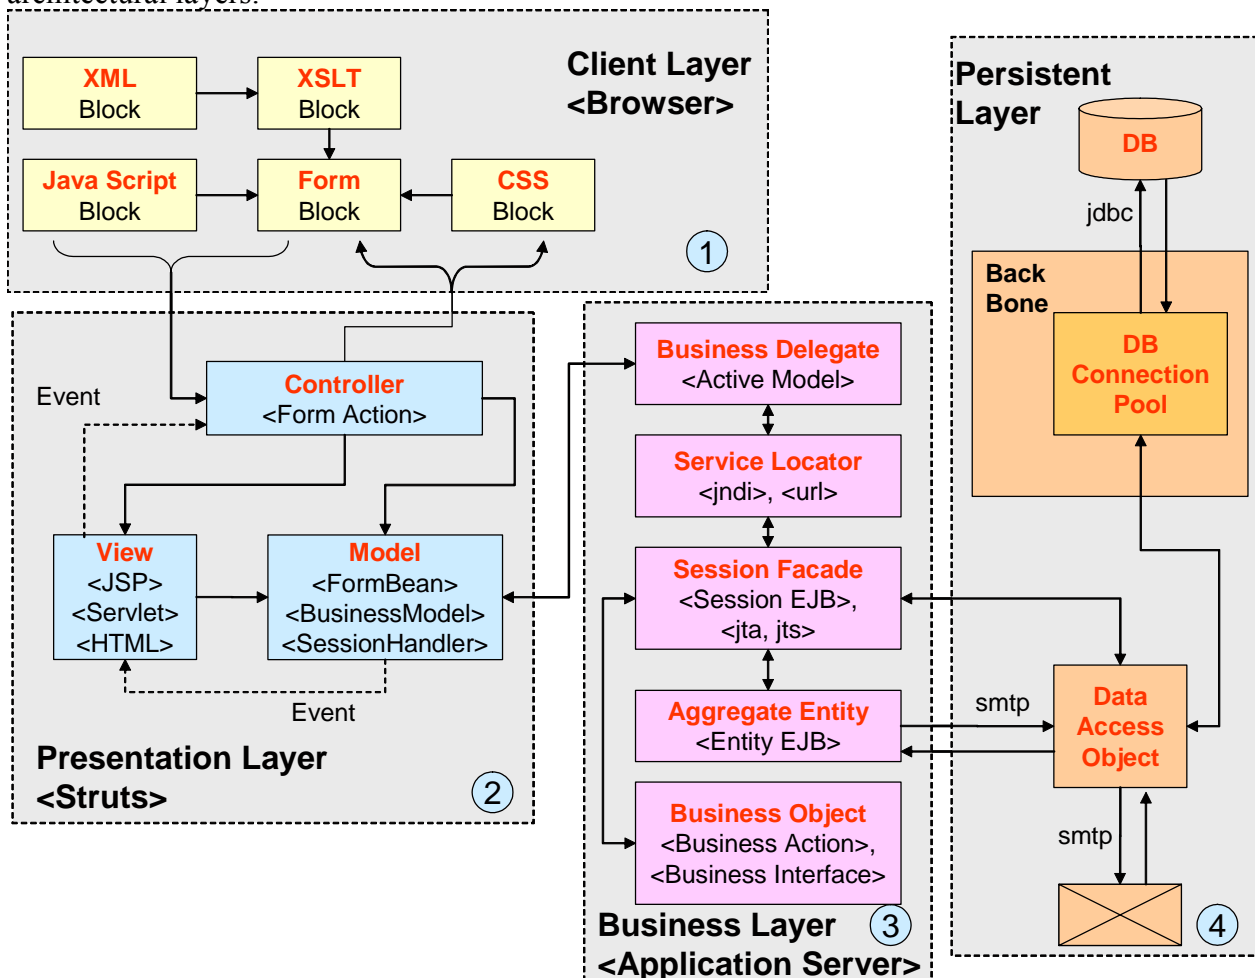 architectural layers.
Client Layer
<Browser>
XML
Block
XSLT
Block
Java Script
Block
Form
Block
CSS
Block
1
Presentation Layer
<Struts>
2
Controller
<Form Action>
Event
View
<JSP>
<Servlet>
<HTML>
Model
<FormBean>
<BusinessModel>
<SessionHandler>
Event
Business Delegate
<Active Model>
Service Locator
<jndi>, <url>
Session Facade
<Session EJB>,
<jta, jts>
Aggregate Entity
<Entity EJB>
Business Object
<Business Action>,
<Business Interface>
Business Layer
<Application Server>
3
Persistent
Layer
DB
jdbc
Back
Bone
DB
Connection
Pool
smtp
Data
Access
Object
smtp
4